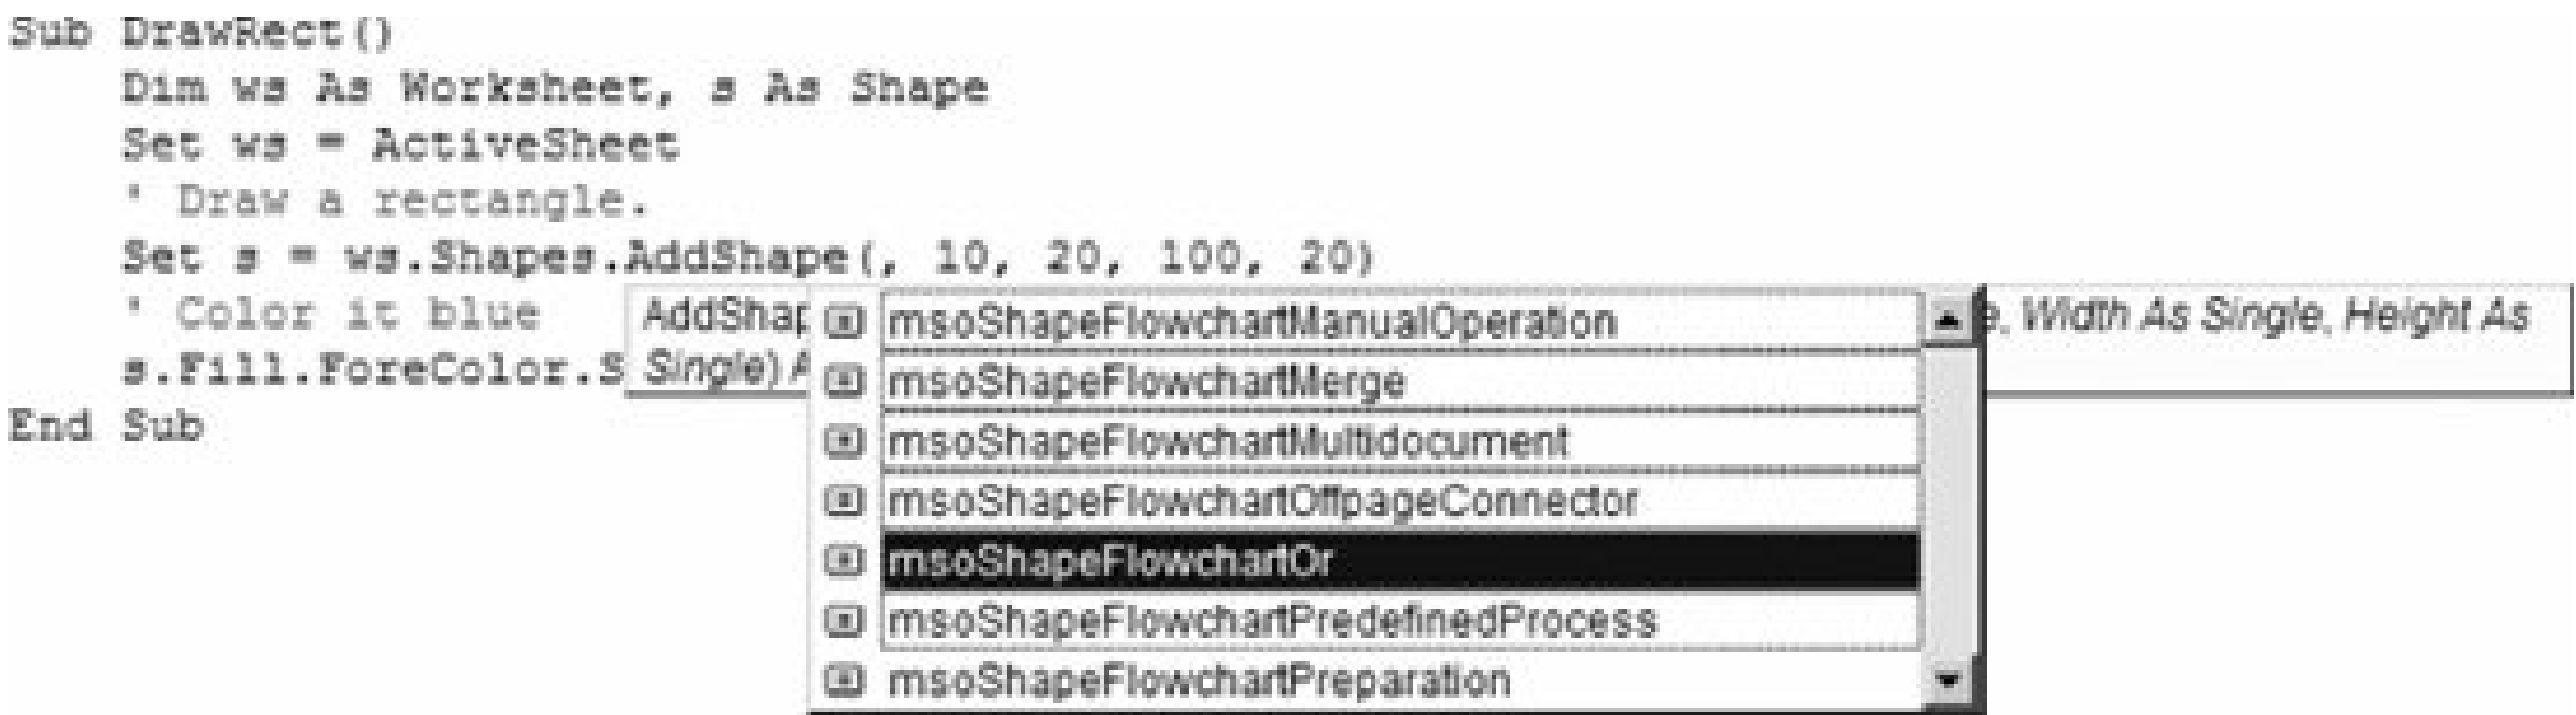 Sub DrawRect()
Dim ws As Worksheet, s As Shape
Set ws = ActiveSheet
' Draw a rectangle.
Set s = ws.Shapes.AddShape(, 10, 20, 100, 20)
' Color it blue
s.Fill.ForeColor.S
End Sub
AddShap
Single) A
e, Width As Single, Height As
msoShapeFlowchartManualOperation
msoShapeFlowchartMerge
msoShapeFlowchartMultidocument
msoShapeFlowchartOffpageConnector
msoShapeFlowchartOr
msoShapeFlowchartPredefinedProcess
msoShapeFlowchartPreparation